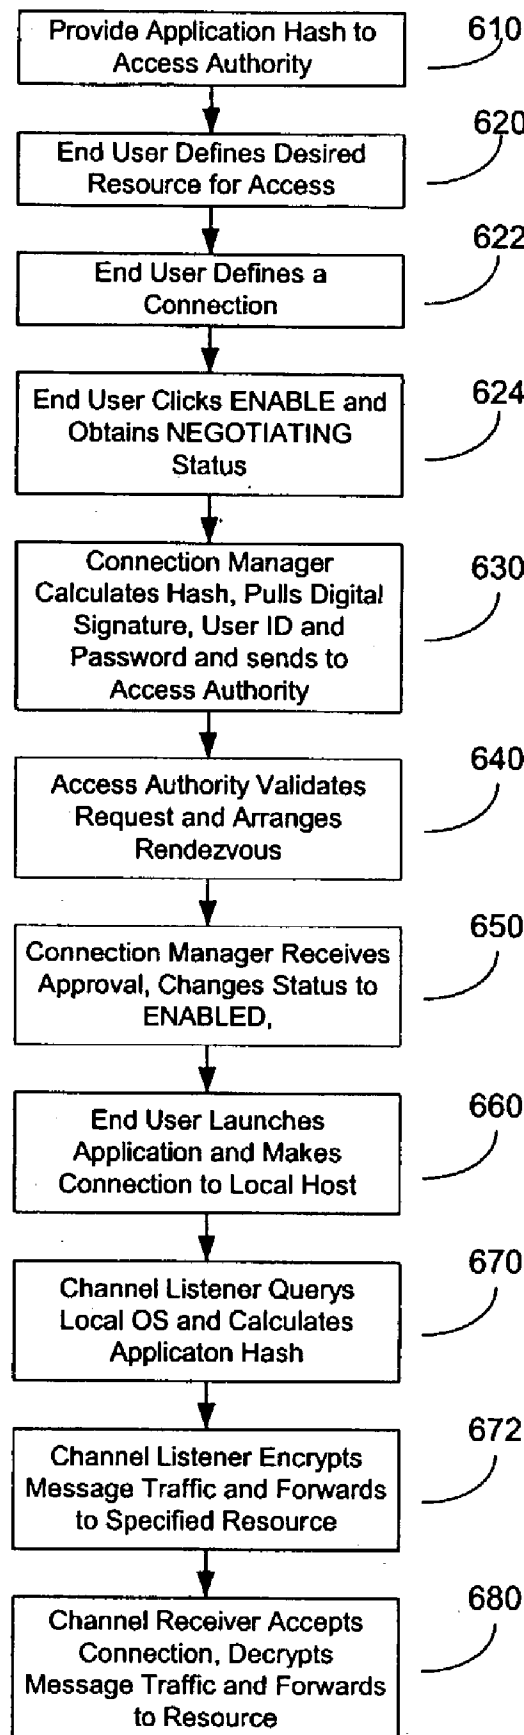 Provide Application Hash to
Access Authority
610
End User Defines Desired
Resource for Access
620
End User Defines a
Connection
622
End User Clicks ENABLE and
Obtains NEGOTIATING
Status
624
Connection Manager
Calculates Hash, Pulls Digital
Signature, User ID and
Password and sends to
Access Authority
630
Access Authority Validates
Request and Arranges
Rendezvous
640
Connection Manager Receives
Approval, Changes Status to
ENABLED,
650
End User Launches
Application and Makes
Connection to Local Host
660
Channel Listener Querys
Local OS and Calculates
Applicaton Hash
670
Channel Listener Encrypts
Message Traffic and Forwards
to Specified Resource
672
Channel Receiver Accepts
Connection, Decrypts
Message Traffic and Forwards
to Resource
680